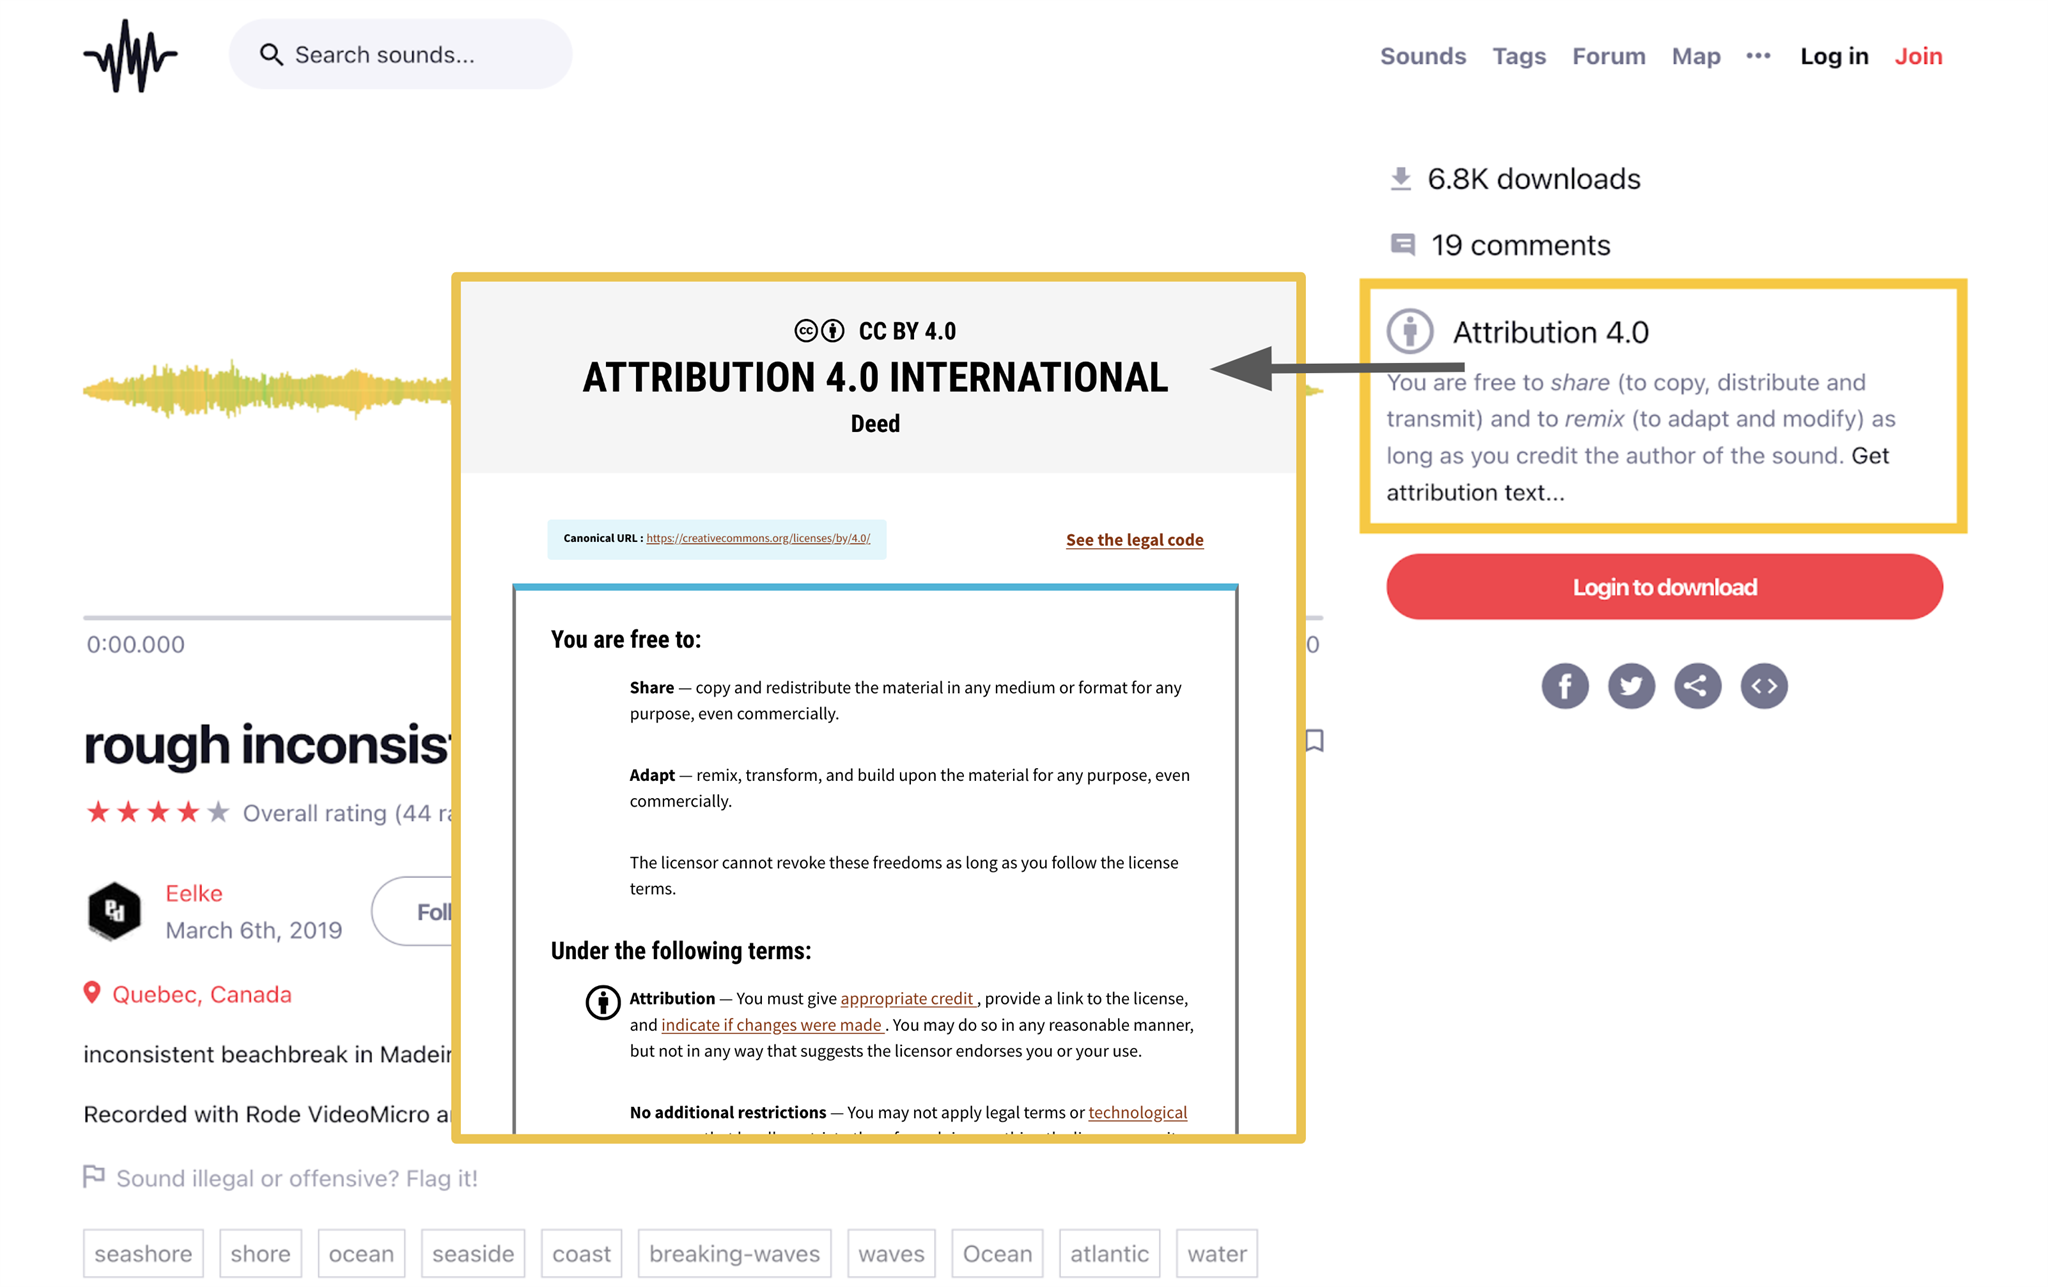 Search sounds...
Sounds Tags Forum Map ••• Log in Join
6.8K downloads
19 comments
Attribution 4.0
You are free to share (to copy, distribute and
transmit) and to remix (to adapt and modify) as
long as you credit the author of the sound. Get
attribution text...
Login to download
CC BY 4.0
ATTRIBUTION 4.0 INTERNATIONAL
Deed
Canonical URL : https://creativecommons.org/licenses/by/4.0/
See the legal code
You are free to:
Share — copy and redistribute the material in any medium or format for any
purpose, even commercially.
Adapt — remix, transform, and build upon the material for any purpose, even
commercially.
The licensor cannot revoke these freedoms as long as you follow the license
terms.
Under the following terms:
Attribution — You must give appropriate credit , provide a link to the license,
and indicate if changes were made . You may do so in any reasonable manner,
but not in any way that suggests the licensor endorses you or your use.
No additional restrictions — You may not apply legal terms or technological
0:00.000
0
rough
Overall rating (44
Eelke
March 6th, 2019
Quebec, Canada
inconsistent beachbreak in
Recorded with Rode VideoMicro
Sound illegal or offensive? Flag it!
seashore shore ocean seaside coast breaking-waves waves Ocean atlantic water